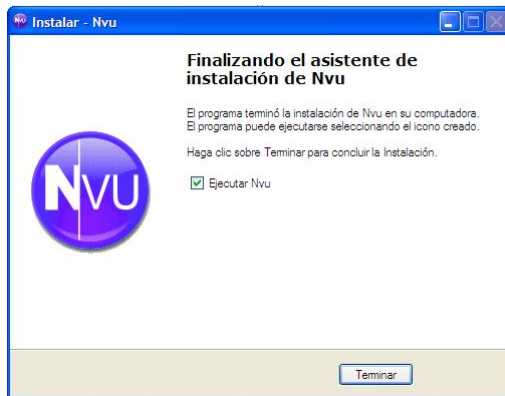 Instalar - Nvu
Finalizando el asistente de
instalación de Nvu
El programa terminó la instalación de Nvu en su computadora.
El programa puede ejecutarse seleccionando el icono creado.
Haga clic sobre Terminar para concluir la Instalación.
NVU
Ejecutar Nvu
Terminar